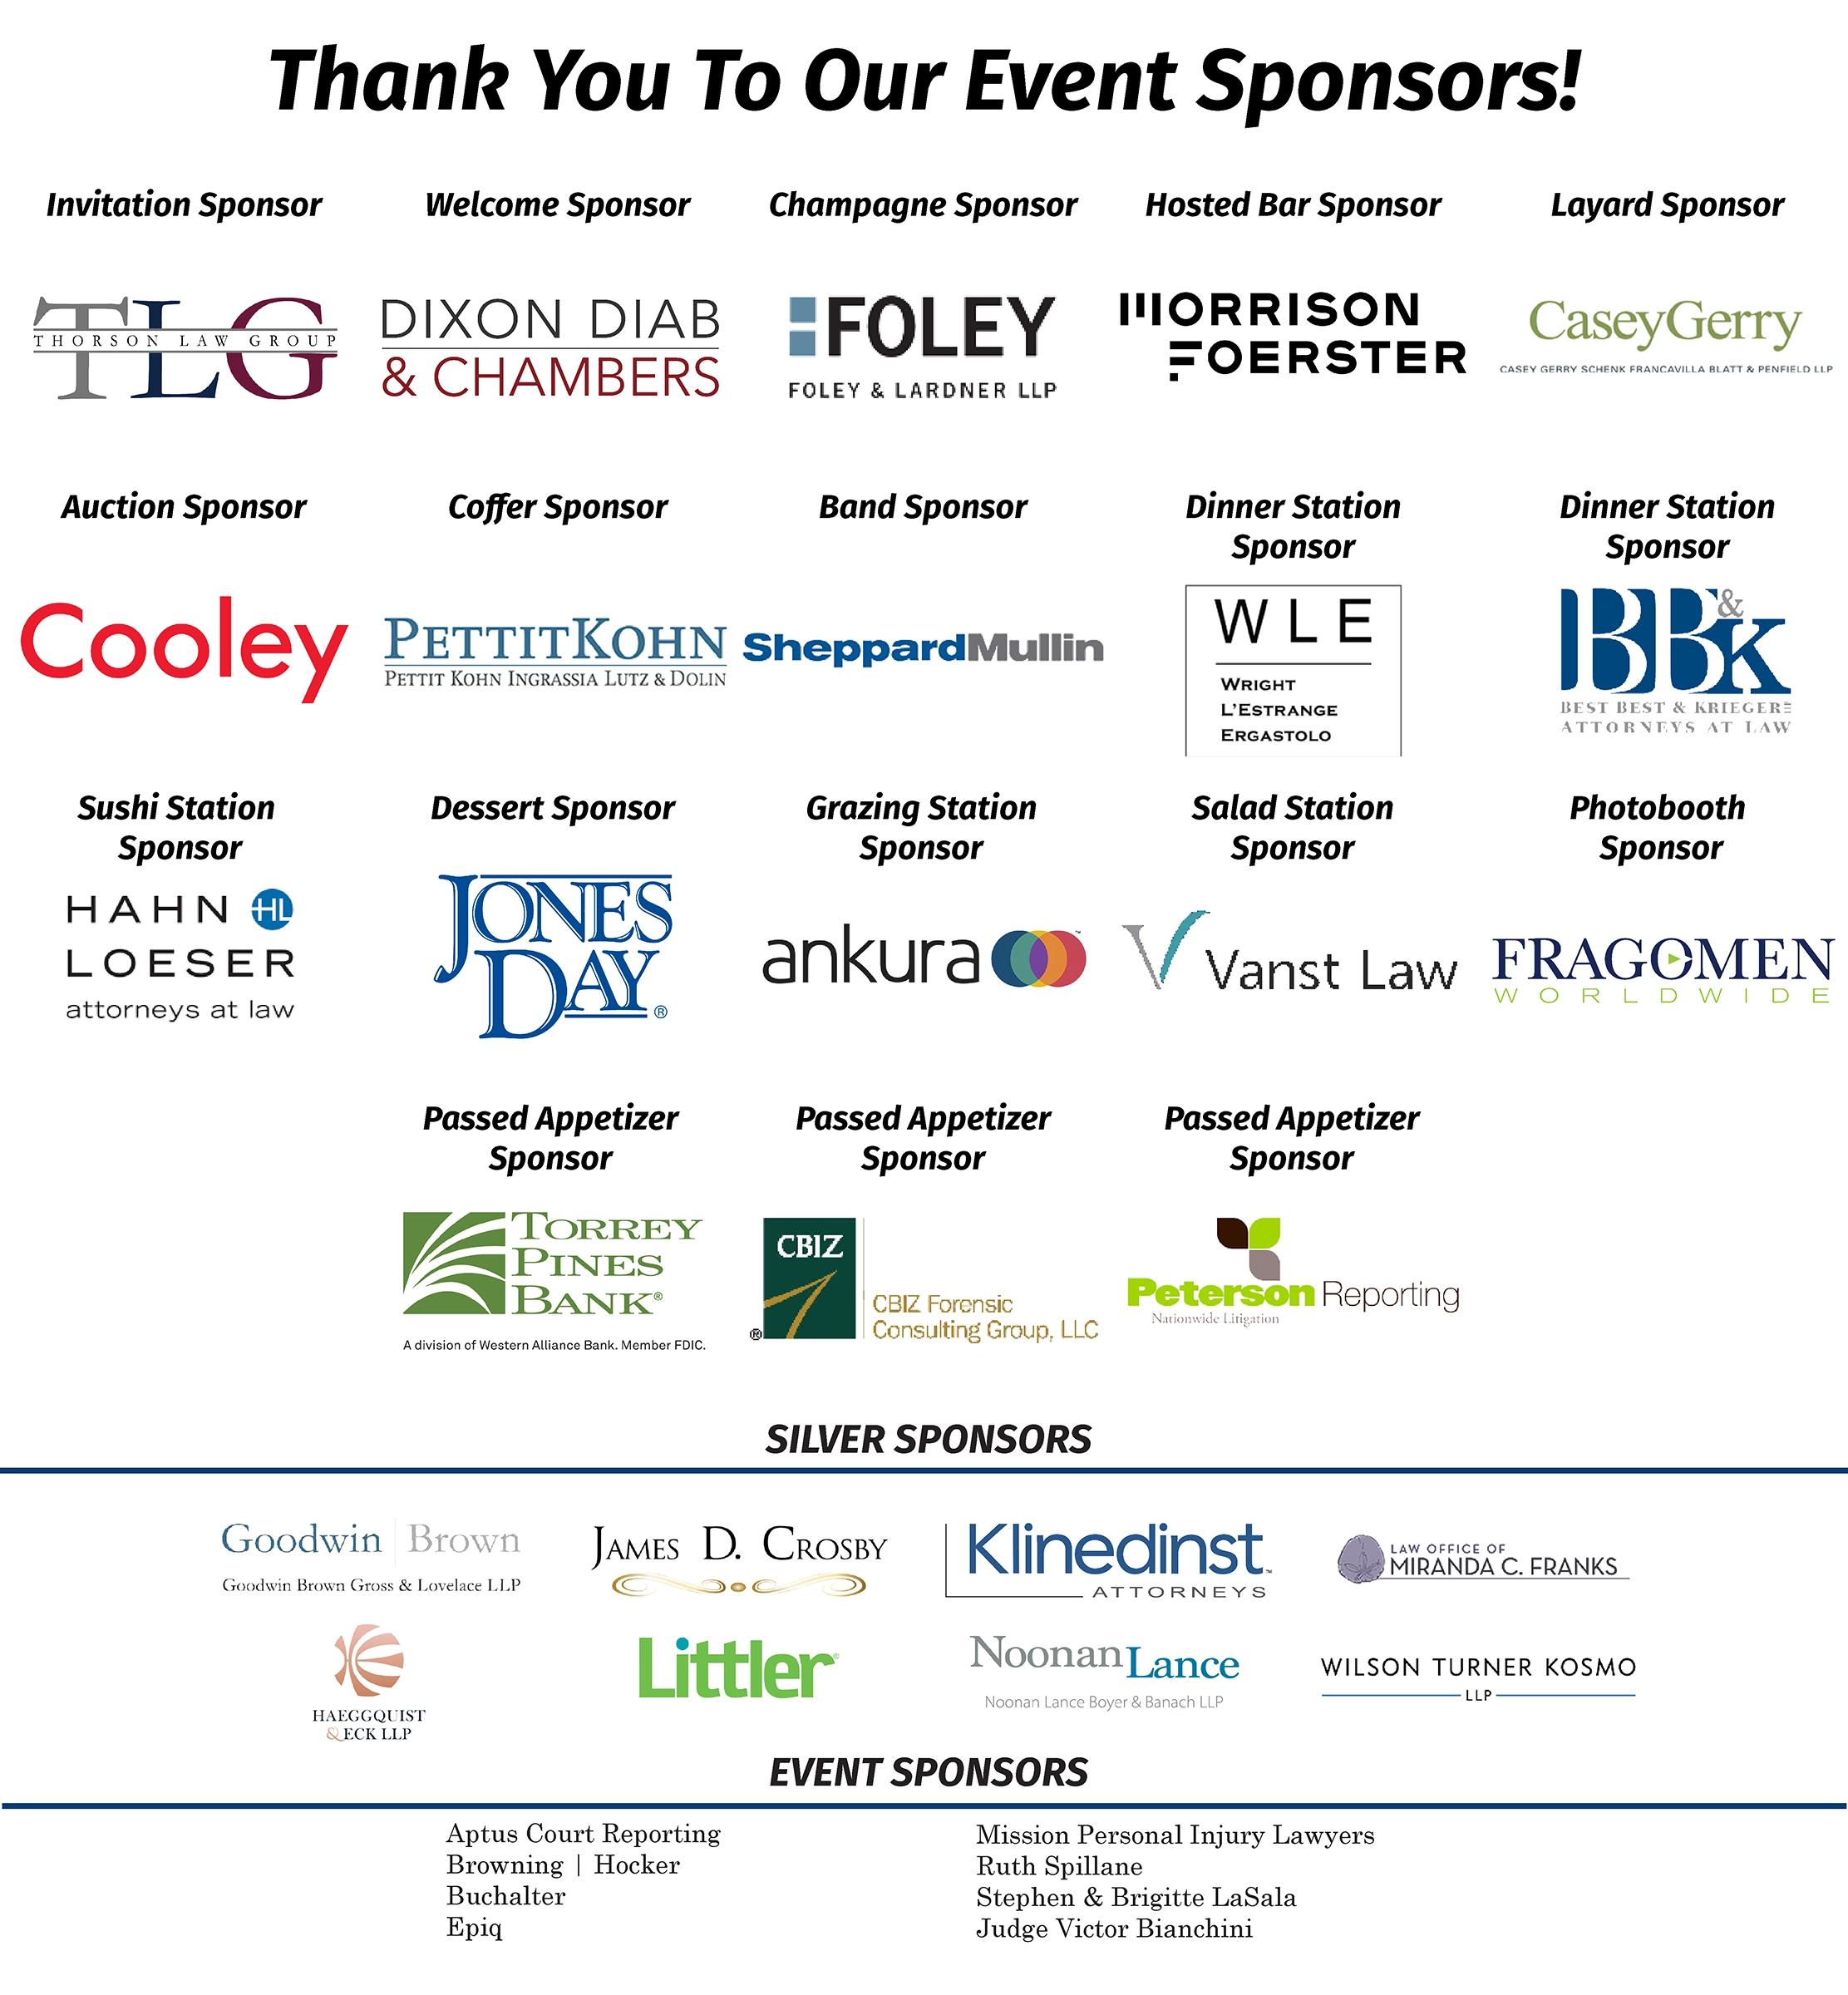 Thank You To Our Event Sponsors!
Invitation Sponsor
Welcome Sponsor
Champagne Sponsor
Hosted Bar Sponsor
Layard Sponsor
TLG
THORSON LAW GROUP
DIXON DIAB
& CHAMBERS
FOLEY
FOLEY & LARDNER LLP
MORRISON
FOERSTER
CaseyGerry
CASEY GERRY SCHENK FRANCAVILLA BLATT & PENFIELD LLP
Auction Sponsor
Coffer Sponsor
Band Sponsor
Dinner Station
Sponsor
Dinner Station
Sponsor
Cooley
PETTITKOHN
PETTIT KOHN INGRASSIA LUTZ & DOLIN
SheppardMullin
WLE
WRIGHT
L'ESTRANGE
ERGASTOLO
BB&K
BEST BEST & KRIEGER LLP
ATTORNEYS AT LAW
Sushi Station
Sponsor
Dessert Sponsor
Grazing Station
Sponsor
Salad Station
Sponsor
Photobooth
Sponsor
HAHN HL
LOESER
attorneys at law
JONES
DAY®
ankura™
Vanst Law
FRAGOMEN
WORLDWIDE
Passed Appetizer
Sponsor
Passed Appetizer
Sponsor
Passed Appetizer
Sponsor
TORREY
PINES
BANK®
A division of Western Alliance Bank. Member FDIC.
CBIZ
®
CBIZ Forensic
Consulting Group, LLC
Peterson Reporting
Nationwide Litigation
SILVER SPONSORS
Goodwin | Brown
Goodwin Brown Gross & Lovelace LLP
JAMES D. CROSBY
Klinedinst™
ATTORNEYS
LAW OFFICE OF
MIRANDA C. FRANKS
HAEGGQUIST
& ECK LLP
Littler®
NoonanLance
Noonan Lance Boyer & Banach LLP
WILSON TURNER KOSMO
LLP
EVENT SPONSORS
Aptus Court Reporting
Browning | Hocker
Buchalter
Epiq
Mission Personal Injury Lawyers
Ruth Spillane
Stephen & Brigitte LaSala
Judge Victor Bianchini